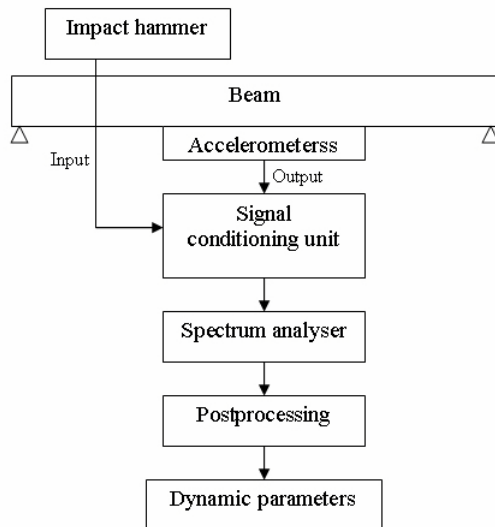 Impact hammer
Beam
Accelerometerss
Input
Output
Signal
conditioning unit
Spectrum analyser
Postprocessing
Dynamic parameters